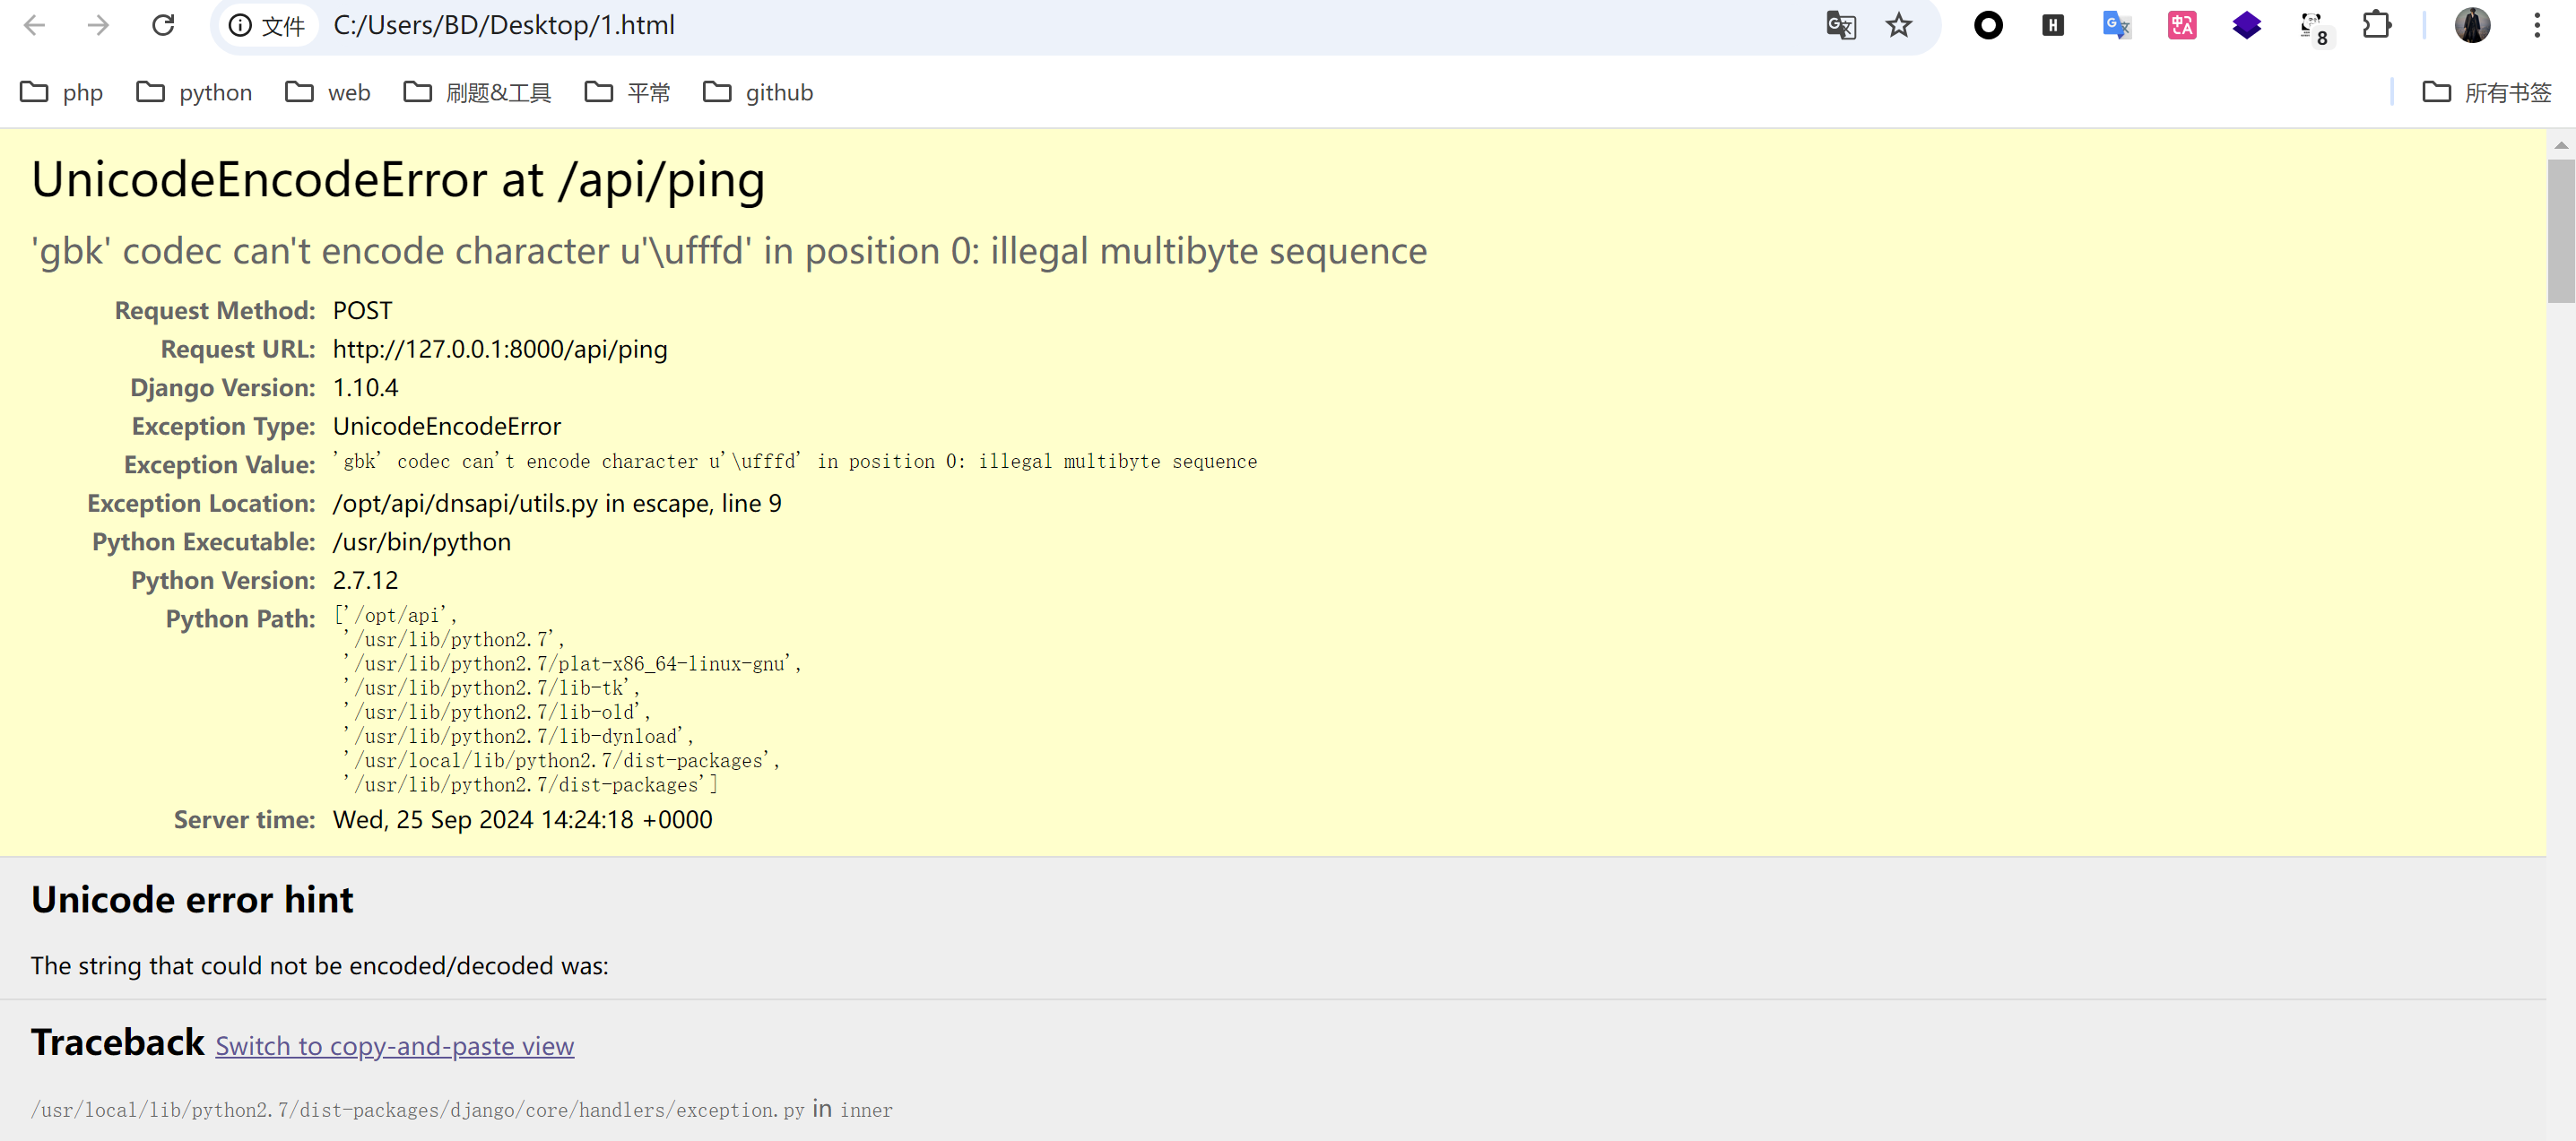 文件 C:/Users/BD/Desktop/1.html
8
php python web 刷题&工具 平常 github 所有书签
UnicodeEncodeError at /api/ping
'gbk' codec can't encode character u'\ufffd' in position 0: illegal multibyte sequence
Request Method: POST
Request URL: http://127.0.0.1:8000/api/ping
Django Version: 1.10.4
Exception Type: UnicodeEncodeError
Exception Value: 'gbk' codec can't encode character u'\ufffd' in position 0: illegal multibyte sequence
Exception Location: /opt/api/dnsapi/utils.py in escape, line 9
Python Executable: /usr/bin/python
Python Version: 2.7.12
Python Path: ['/opt/api',
'/usr/lib/python2.7',
'/usr/lib/python2.7/plat-x86_64-linux-gnu',
'/usr/lib/python2.7/lib-tk',
'/usr/lib/python2.7/lib-old',
'/usr/lib/python2.7/lib-dynload',
'/usr/local/lib/python2.7/dist-packages',
'/usr/lib/python2.7/dist-packages']
Server time: Wed, 25 Sep 2024 14:24:18 +0000
Unicode error hint
The string that could not be encoded/decoded was:
Traceback Switch to copy-and-paste view
/usr/local/lib/python2.7/dist-packages/django/core/handlers/exception.py in inner